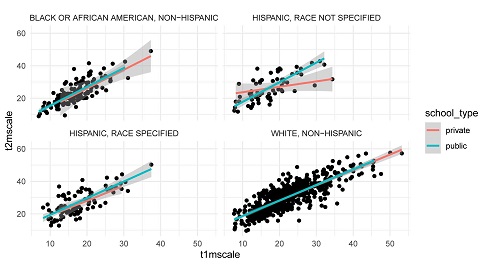 BLACK OR AFRICAN AMERICAN, NON-HISPANIC
HISPANIC, RACE NOT SPECIFIED
60
40
20
HISPANIC, RACE SPECIFIED
WHITE, NON-HISPANIC
60
40
20
10 20 30 40 50 10 20 30 40 50
t1mscale
t2mscale
school_type
private
public